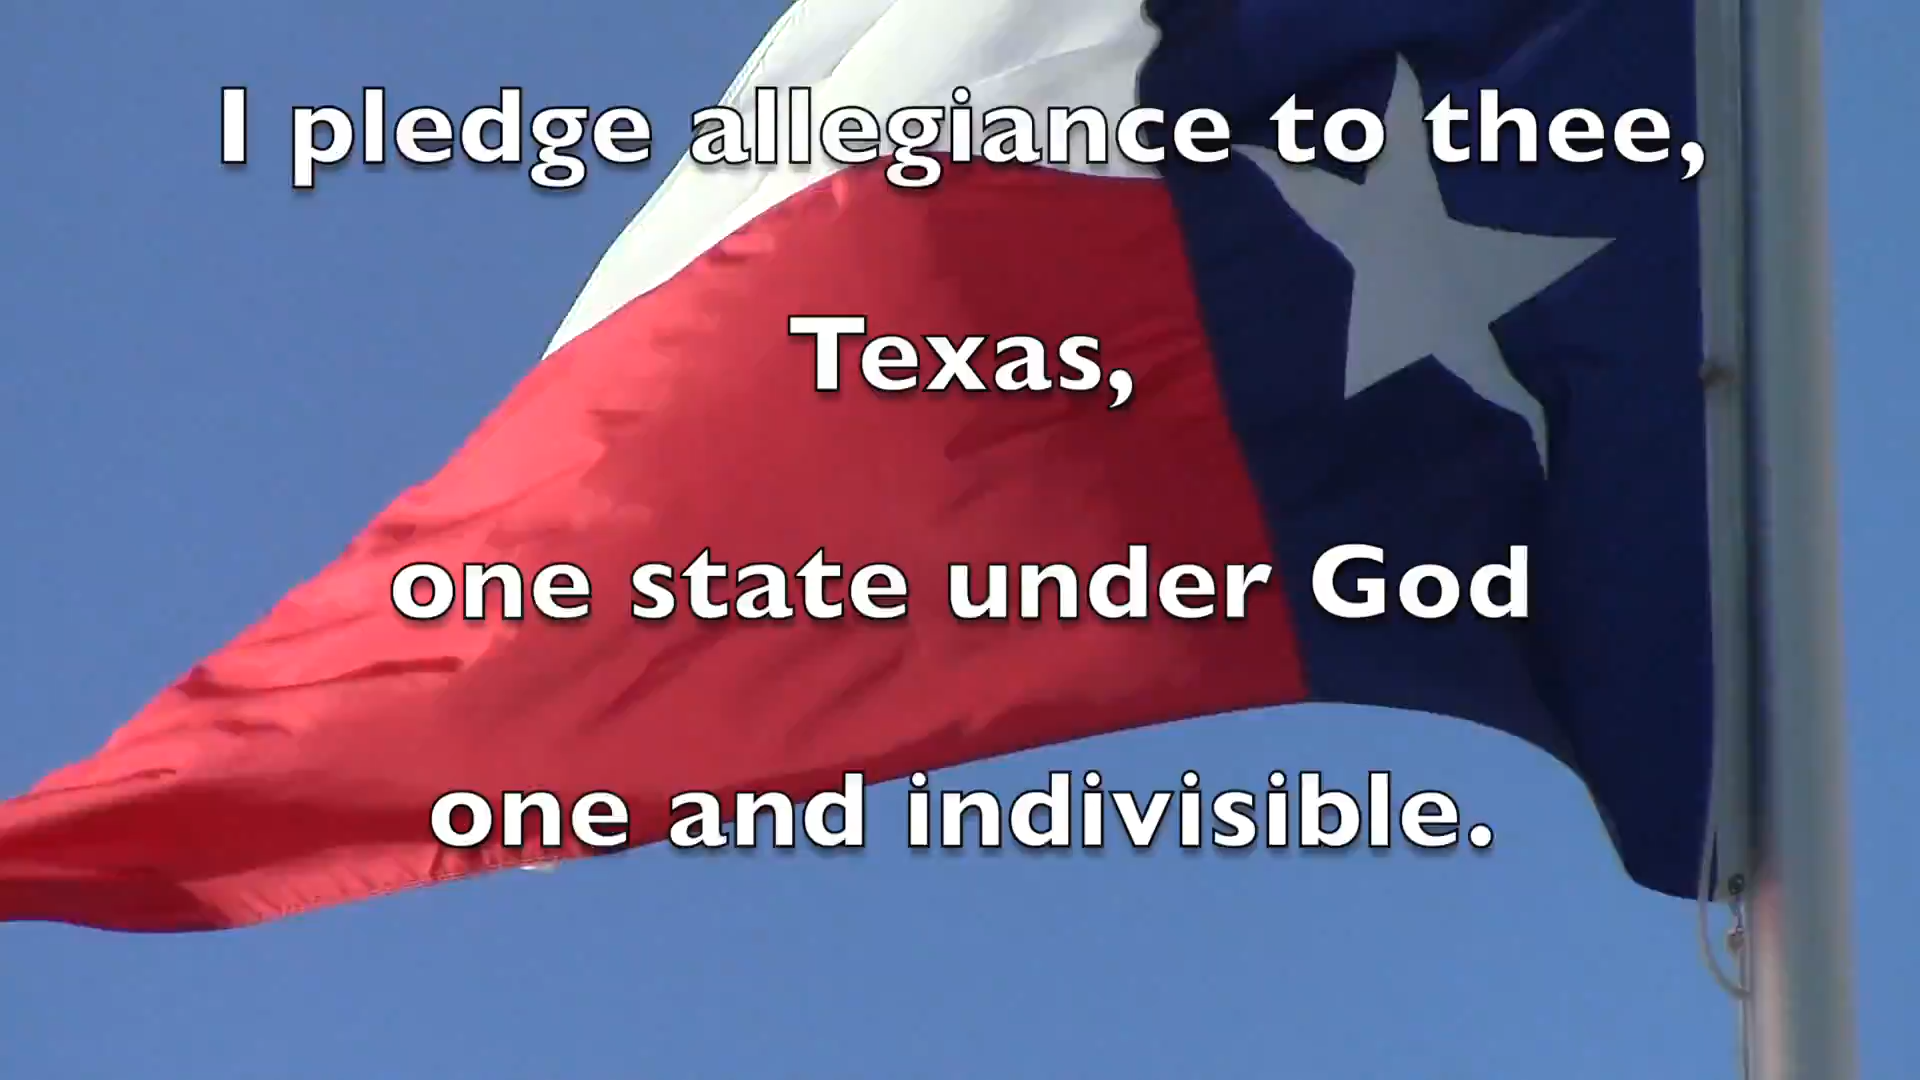 I pledge allegiance to thee,
Texas,
one state under God
one and indivisible.